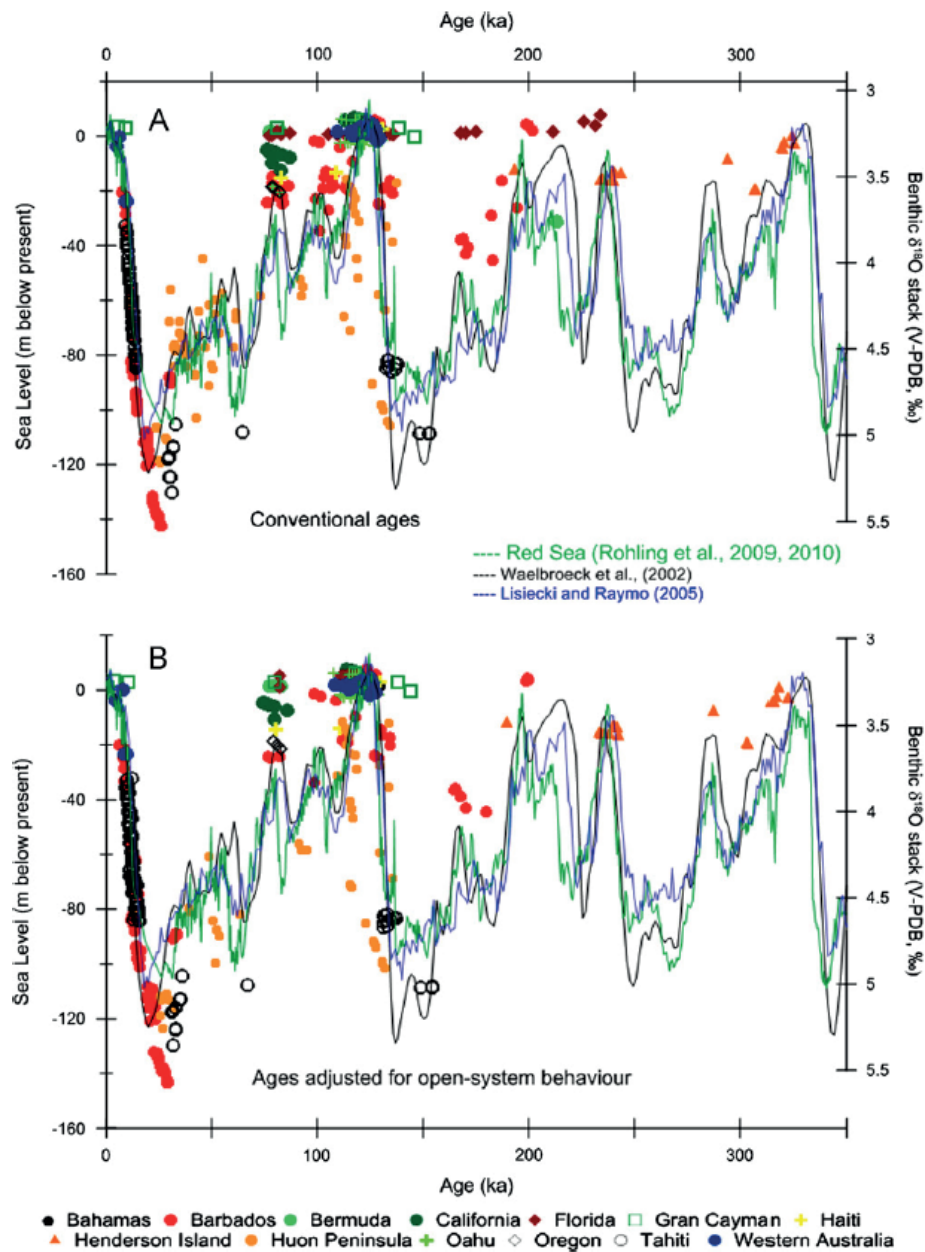 Age (ka)
0 100 200 300
A
0
-40
-80
-120
-160
Sea Level (m below present)
3
3.5
4
4.5
5
5.5
Benthic δ18O stack (V-PDB, ‰)
Conventional ages
Red Sea (Rohling et al., 2009, 2010)
Waelbroeck et al., (2002)
Lisiecki and Raymo (2005)
B
0
-40
-80
-120
-160
Sea Level (m below present)
3
3.5
4
4.5
5
5.5
Benthic δ18O stack (V-PDB, ‰)
Ages adjusted for open-system behaviour
0 100 200 300
Age (ka)
Bahamas Barbados Bermuda California Florida Gran Cayman Haiti
Henderson Island Huon Peninsula Oahu Oregon Tahiti Western Australia